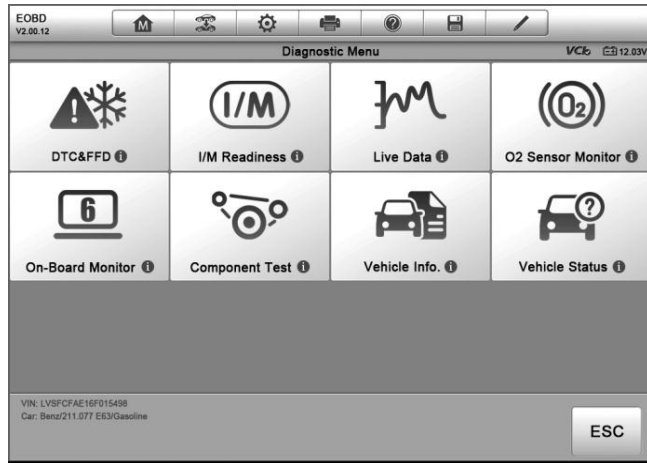 EOBD
V2.00.12
M
Diagnostic Menu
VCI 12.03V
DTC&FFD
I/M
I/M Readiness
Live Data
O2
O2 Sensor Monitor
6
On-Board Monitor
Component Test
Vehicle Info.
Vehicle Status
VIN: LVSFCFAE16F015498
Car: Benz/211.077 E63/Gasoline
ESC